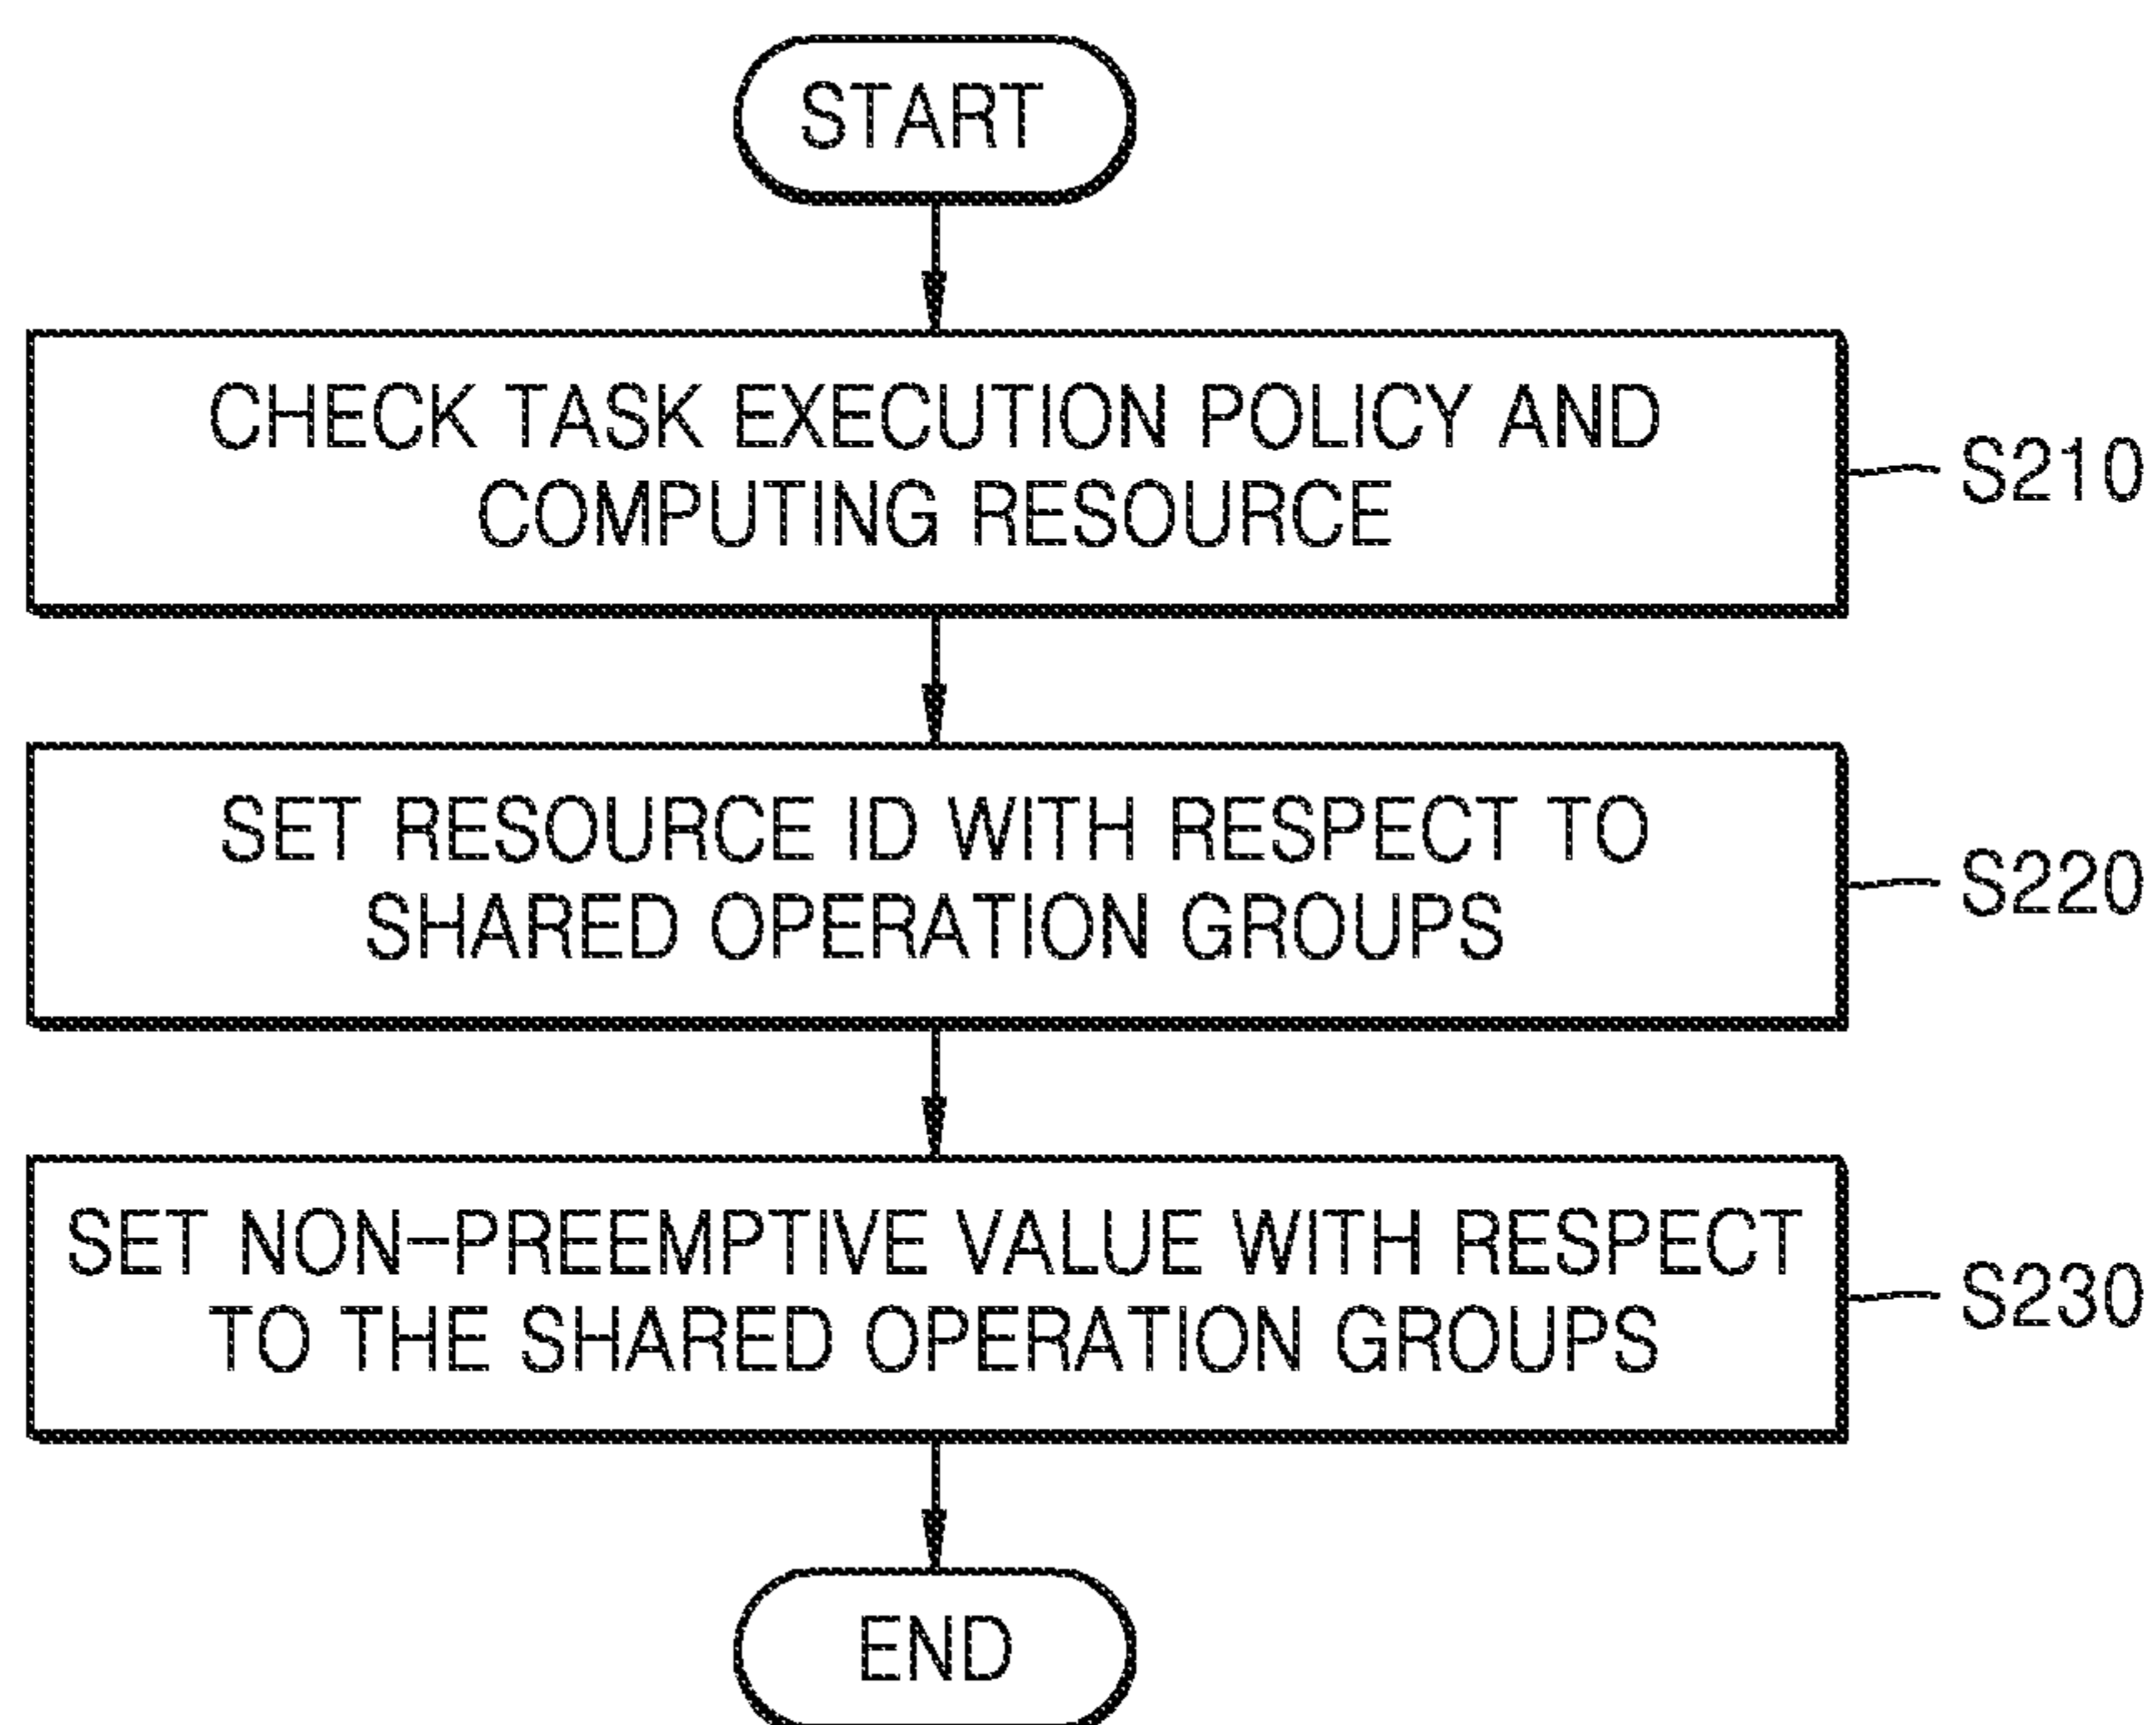 START
CHECK TASK EXECUTION POLICY AND
COMPUTING RESOURCE
S210
SET RESOURCE ID WITH RESPECT TO
SHARED OPERATION GROUPS
S220
SET NON-PREEMPTIVE VALUE WITH RESPECT
TO THE SHARED OPERATION GROUPS
S230
END